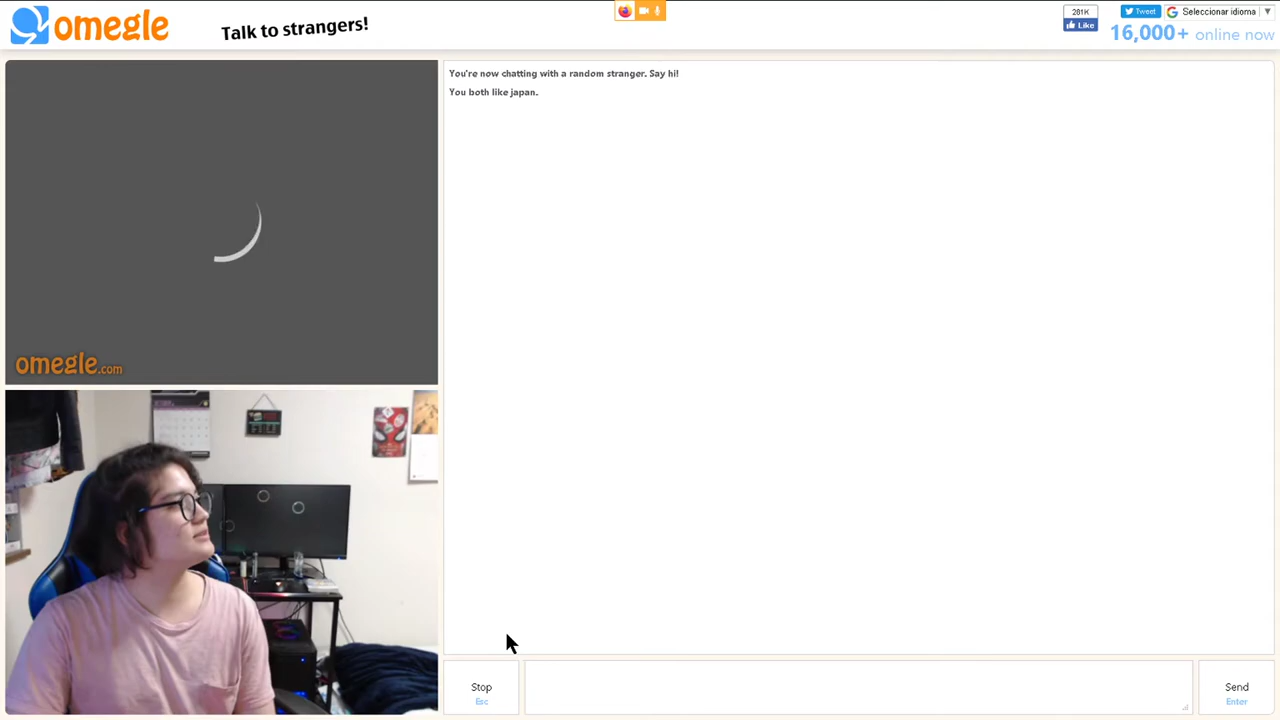 omegle
Talk to strangers!
281K
Like
Tweet
Seleccionar idioma
16,000+ online now
You're now chatting with a random stranger. Say hi!
You both like japan.
omegle.com
Stop
Esc
Send
Enter